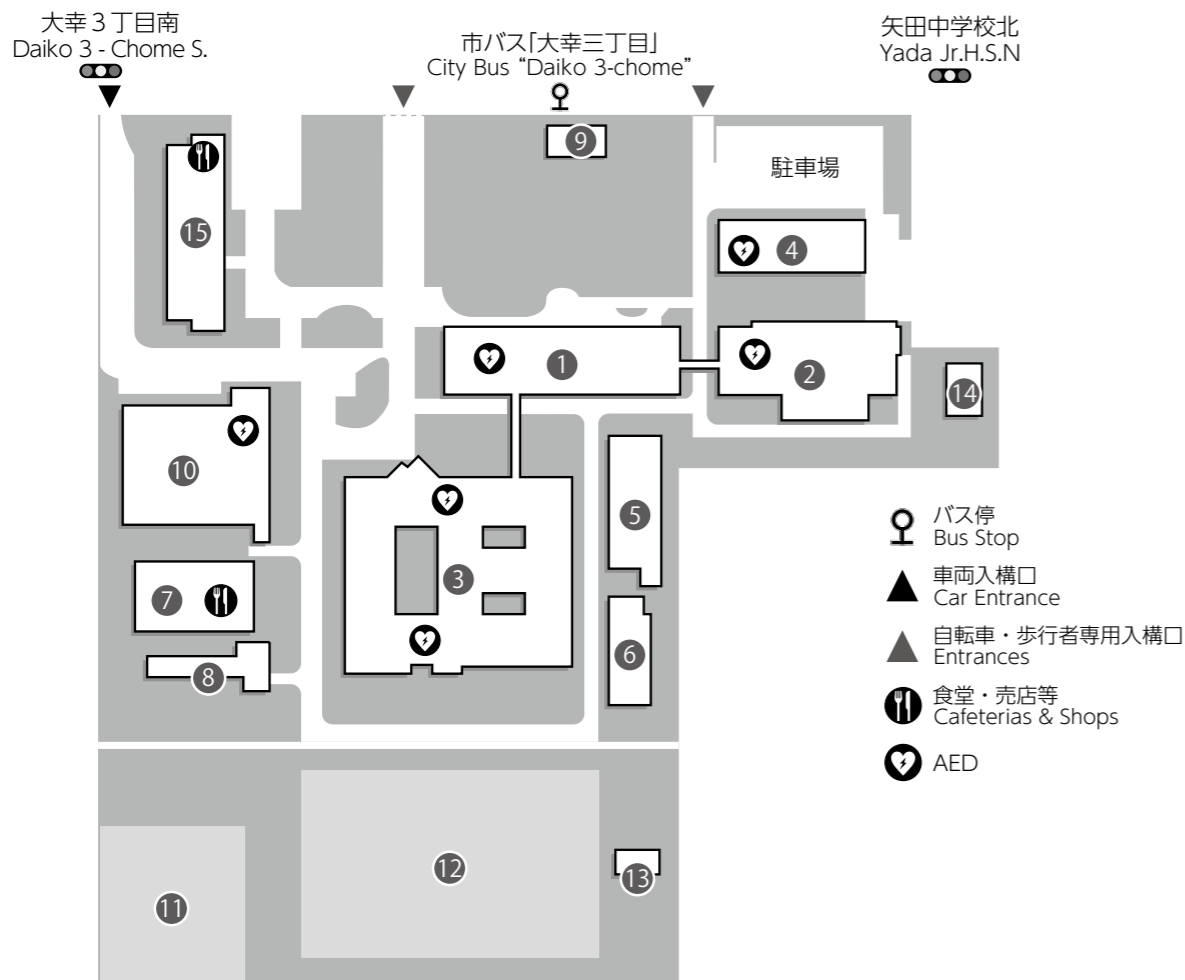 大幸3丁目南
Daiko 3 - Chome S.
市バス「大幸三丁目」
City Bus “Daiko 3-chome”
矢田中学校北
Yada Jr.H.S.N
9
駐車場
15
4
1
2
14
10
5
3
7
6
8
バス停
Bus Stop
車両入構口
Car Entrance
自転車・歩行者専用入構口
Entrances
食堂・売店等
Cafeterias & Shops
AED
12
13
11